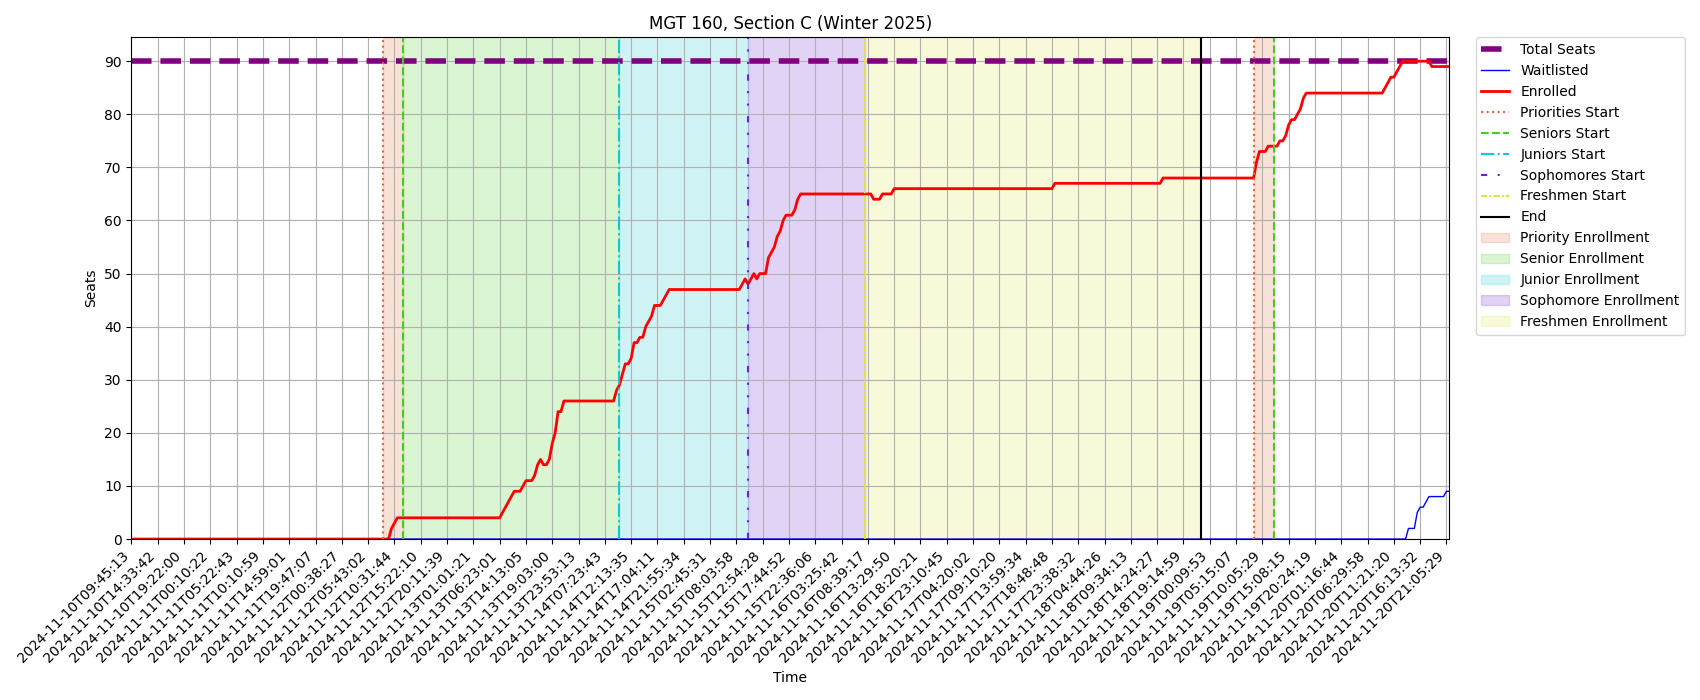 MGT 160, Section C (Winter 2025)
Seats
90
80
70
60
50
40
30
20
10
0
2024-11-10T09:45:13
2024-11-10T14:33:42
2024-11-10T19:22:00
2024-11-11T00:10:22
2024-11-11T05:22:43
2024-11-11T10:10:59
2024-11-11T14:59:01
2024-11-11T19:47:07
2024-11-12T00:38:27
2024-11-12T05:43:02
2024-11-12T10:31:44
2024-11-12T15:22:10
2024-11-12T20:11:39
2024-11-13T01:01:21
2024-11-13T06:23:01
2024-11-13T14:13:05
2024-11-13T19:03:00
2024-11-13T23:53:13
2024-11-14T07:23:43
2024-11-14T12:13:35
2024-11-14T17:04:11
2024-11-14T21:55:34
2024-11-15T02:45:31
2024-11-15T08:03:58
2024-11-15T12:54:28
2024-11-15T17:44:52
2024-11-15T22:36:06
2024-11-16T03:25:42
2024-11-16T08:39:17
2024-11-16T13:29:50
2024-11-16T18:20:21
2024-11-16T23:10:45
2024-11-17T04:20:02
2024-11-17T09:10:20
2024-11-17T13:59:34
2024-11-17T18:48:48
2024-11-17T23:38:32
2024-11-18T04:44:26
2024-11-18T09:34:13
2024-11-18T14:24:27
2024-11-18T19:14:59
2024-11-19T00:09:53
2024-11-19T05:15:07
2024-11-19T10:05:29
2024-11-19T15:08:15
2024-11-19T20:24:19
2024-11-20T01:16:44
2024-11-20T06:29:58
2024-11-20T11:21:20
2024-11-20T16:13:32
2024-11-20T21:05:29
Time
Total Seats
Waitlisted
Enrolled
Priorities Start
Seniors Start
Juniors Start
Sophomores Start
Freshmen Start
End
Priority Enrollment
Senior Enrollment
Junior Enrollment
Sophomore Enrollment
Freshmen Enrollment